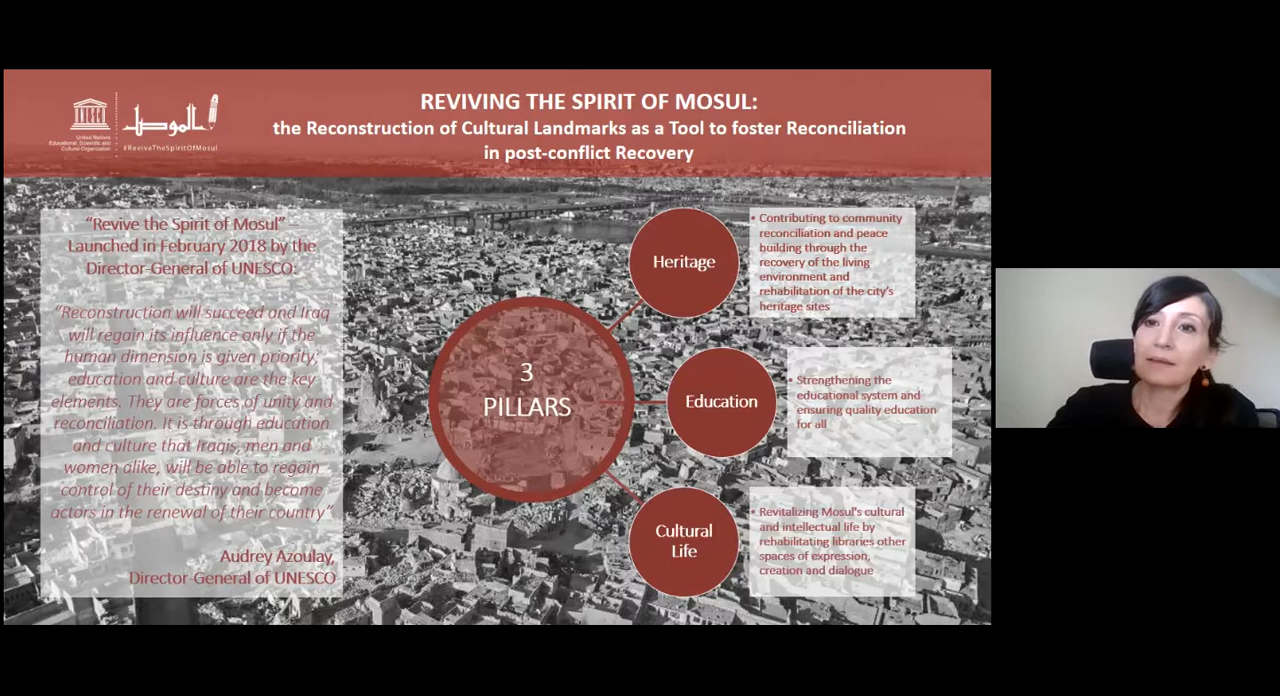 United Nations
Educational, Scientific and
Cultural Organization
الموصل
#ReviveTheSpiritOfMosul
REVIVING THE SPIRIT OF MOSUL:
the Reconstruction of Cultural Landmarks as a Tool to foster Reconciliation
in post-conflict Recovery
“Revive the Spirit of Mosul” –
Launched in February 2018 by the
Director-General of UNESCO:
“Reconstruction will succeed and Iraq
will regain its influence only if the
human dimension is given priority;
education and culture are the key
elements. They are forces of unity and
reconciliation. It is through education
and culture that Iraqis, men and
women alike, will be able to regain
control of their destiny and become
actors in the renewal of their country”
Audrey Azoulay,
Director-General of UNESCO
3
PILLARS
Heritage
• Contributing to community
reconciliation and peace
building through the
recovery of the living
environment and
rehabilitation of the city’s
heritage sites
Education
• Strengthening the
educational system and
ensuring quality education
for all
Cultural
Life
• Revitalizing Mosul's cultural
and intellectual life by
rehabilitating libraries other
spaces of expression,
creation and dialogue